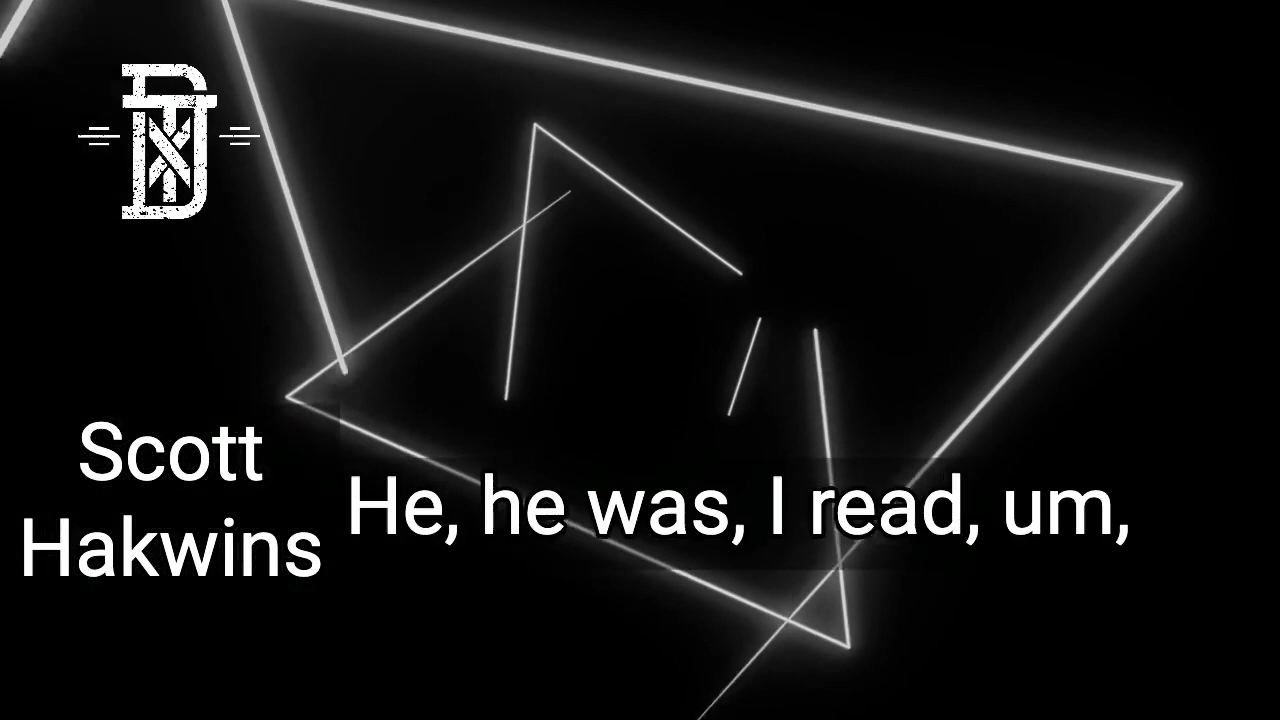 Scott
Hakwins
He, he was, I read, um,